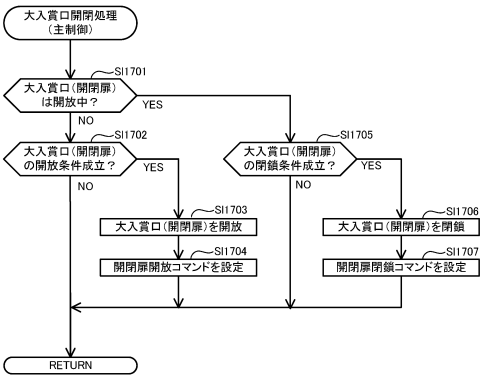 大入賞口開閉処理
(主制御)
SI1701
大入賞口(開閉扉)
は開放中?
YES
NO
SI1702
大入賞口(開閉扉)
の開放条件成立?
YES
NO
SI1705
大入賞口(開閉扉)
の閉鎖条件成立?
YES
NO
SI1703
大入賞口(開閉扉)を開放
SI1704
開閉扉開放コマンドを設定
SI1706
大入賞口(開閉扉)を閉鎖
SI1707
開閉扉閉鎖コマンドを設定
RETURN